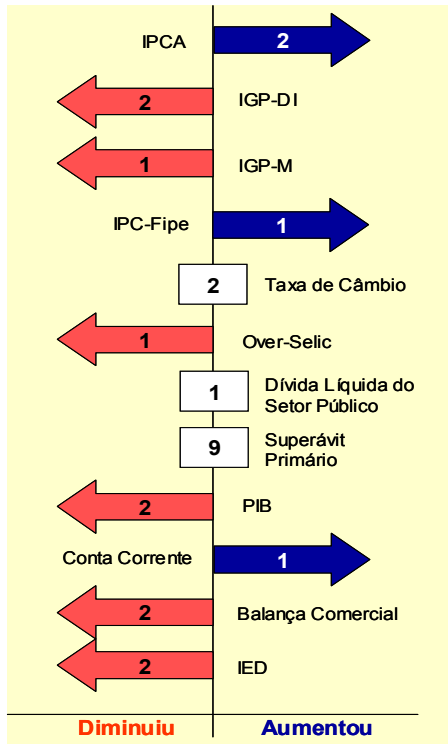 IPCA 2
2 IGP-DI
1 IGP-M
IPC-Fipe 1
2 Taxa de Câmbio
1 Over-Selic
1 Dívida Líquida do
Setor Público
9 Superávit
Primário
2 PIB
Conta Corrente 1
2 Balança Comercial
2 IED
Diminuiu Aumentou